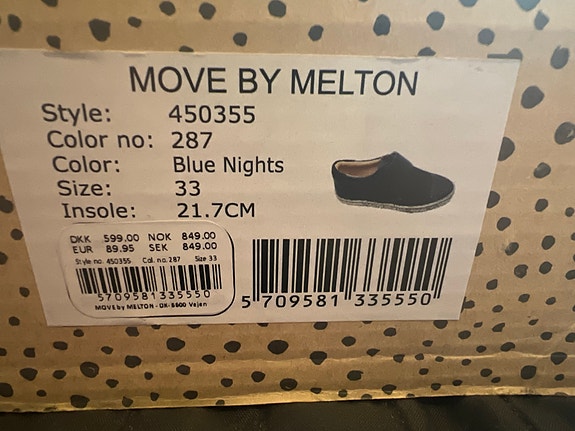 MOVE BY MELTON
Style: 450355
Color no: 287
Color: Blue Nights
Size: 33
Insole: 21.7CM
DKK 599.00 NOK 849.00
EUR 89.95 SEK 849.00
Style no. 450355 Col. no. 287 Size 33
5709581335550
MOVE by MELTON - DK-6600 Vejen
5 709581 335550